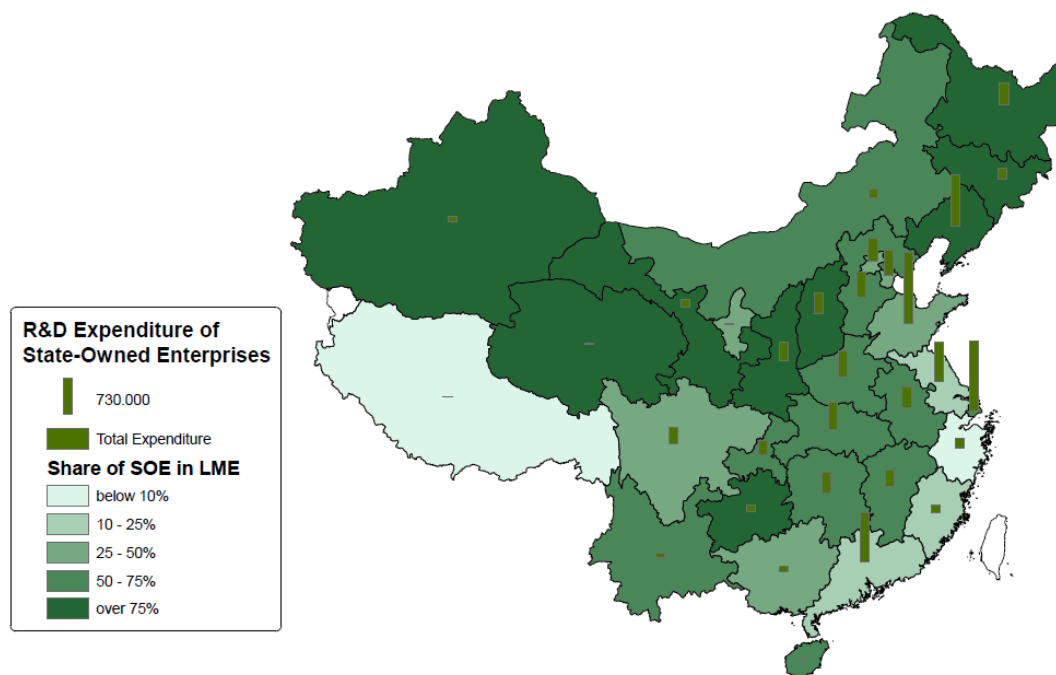 R&D Expenditure of
State-Owned Enterprises
730.000
Total Expenditure
Share of SOE in LME
below 10%
10 - 25%
25 - 50%
50 - 75%
over 75%